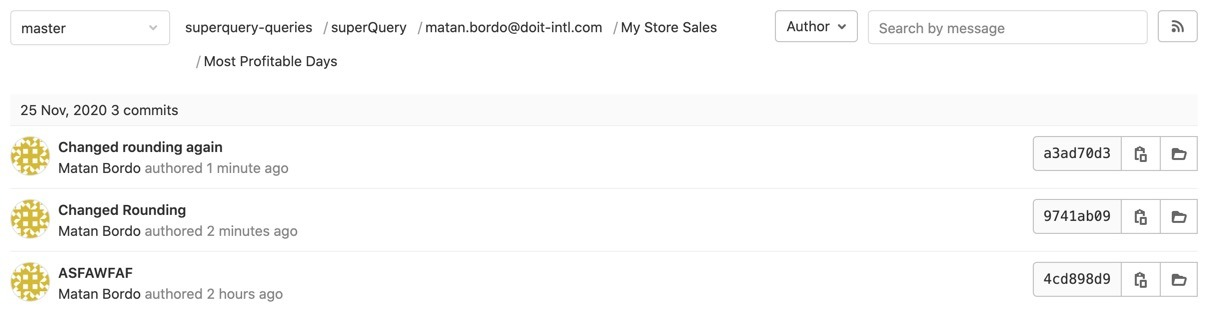 master superquery-queries / superQuery / matan.bordo@doit-intl.com / My Store Sales Author Search by message
/ Most Profitable Days
25 Nov, 2020 3 commits
Changed rounding again
Matan Bordo authored 1 minute ago a3ad70d3
Changed Rounding
Matan Bordo authored 2 minutes ago 9741ab09
ASFAWFAF
Matan Bordo authored 2 hours ago 4cd898d9